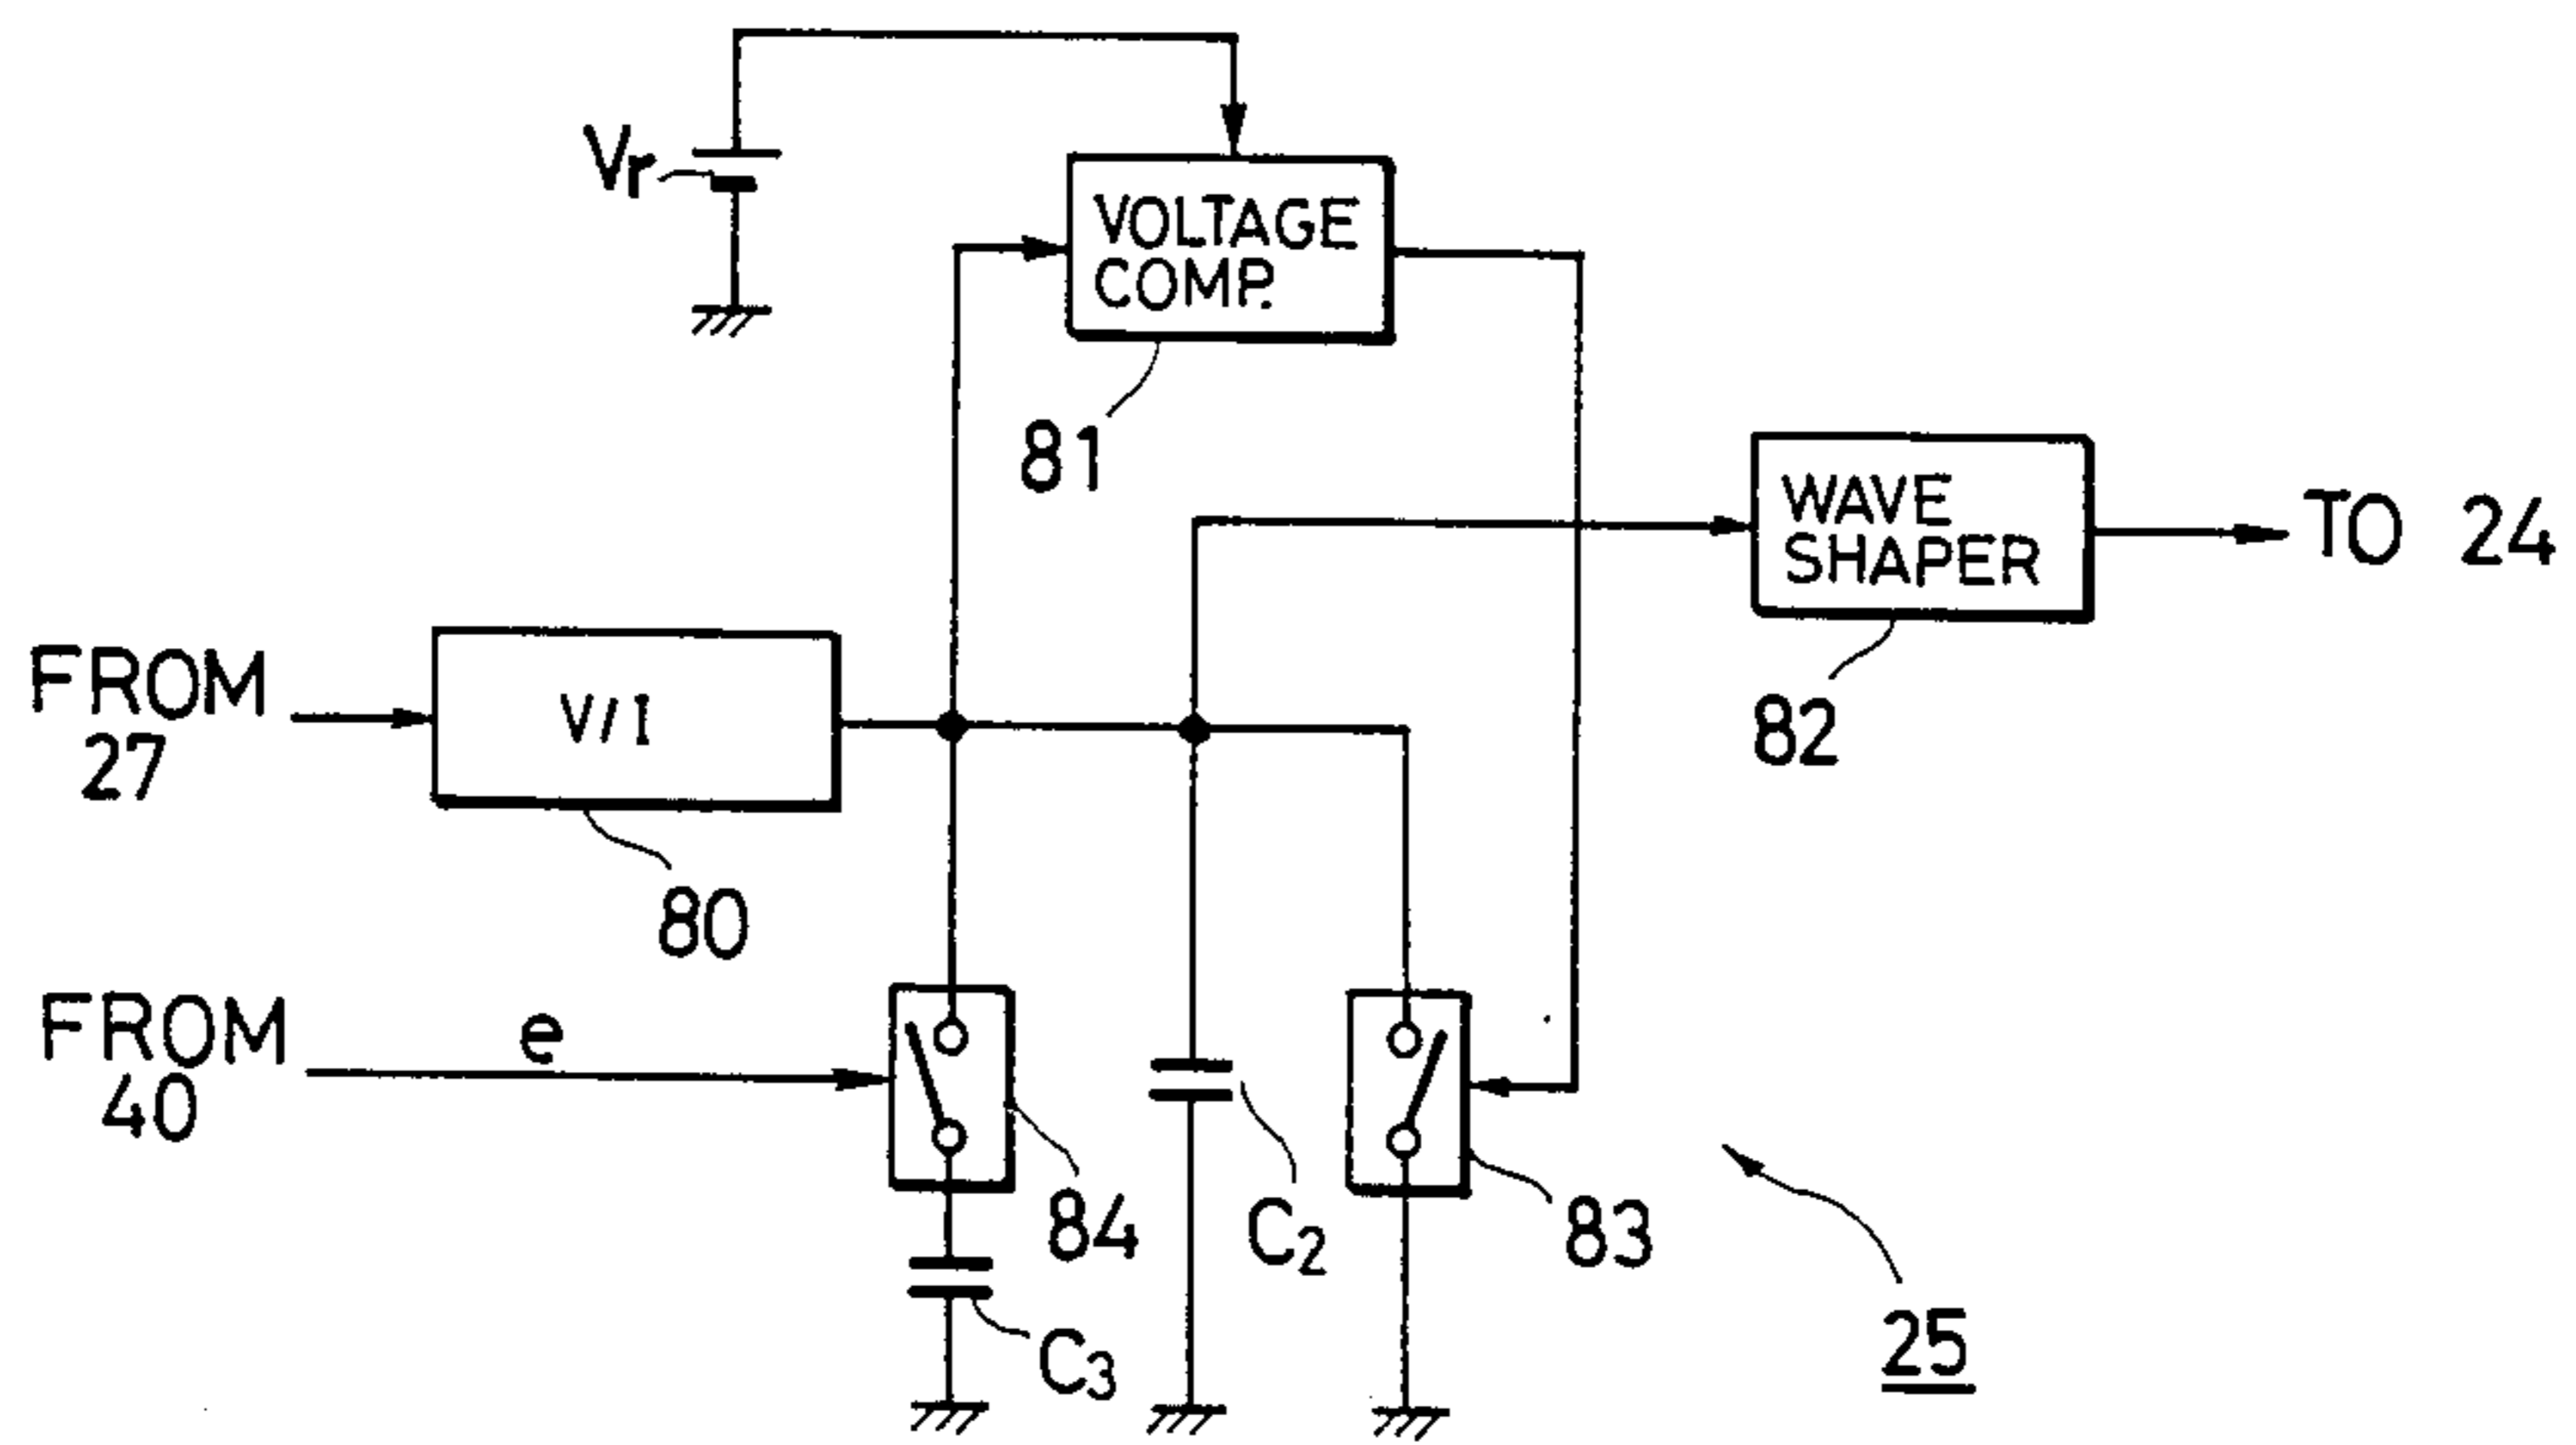 Vr
VOLTAGE
COMP.
81
WAVE
SHAPER
TO 24
82
FROM
27
V/I
80
FROM
40
e
84
C2
83
C3
25